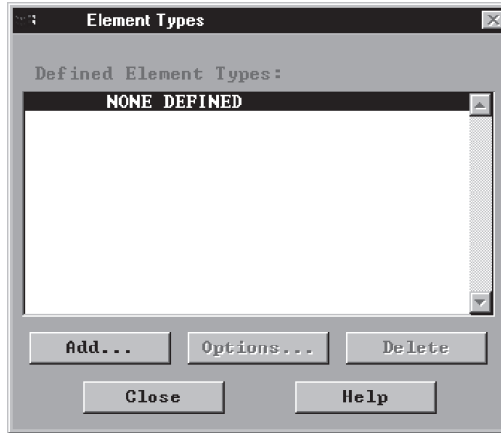 Element Types
Defined Element Types:
NONE DEFINED
Add... Options... Delete
Close Help